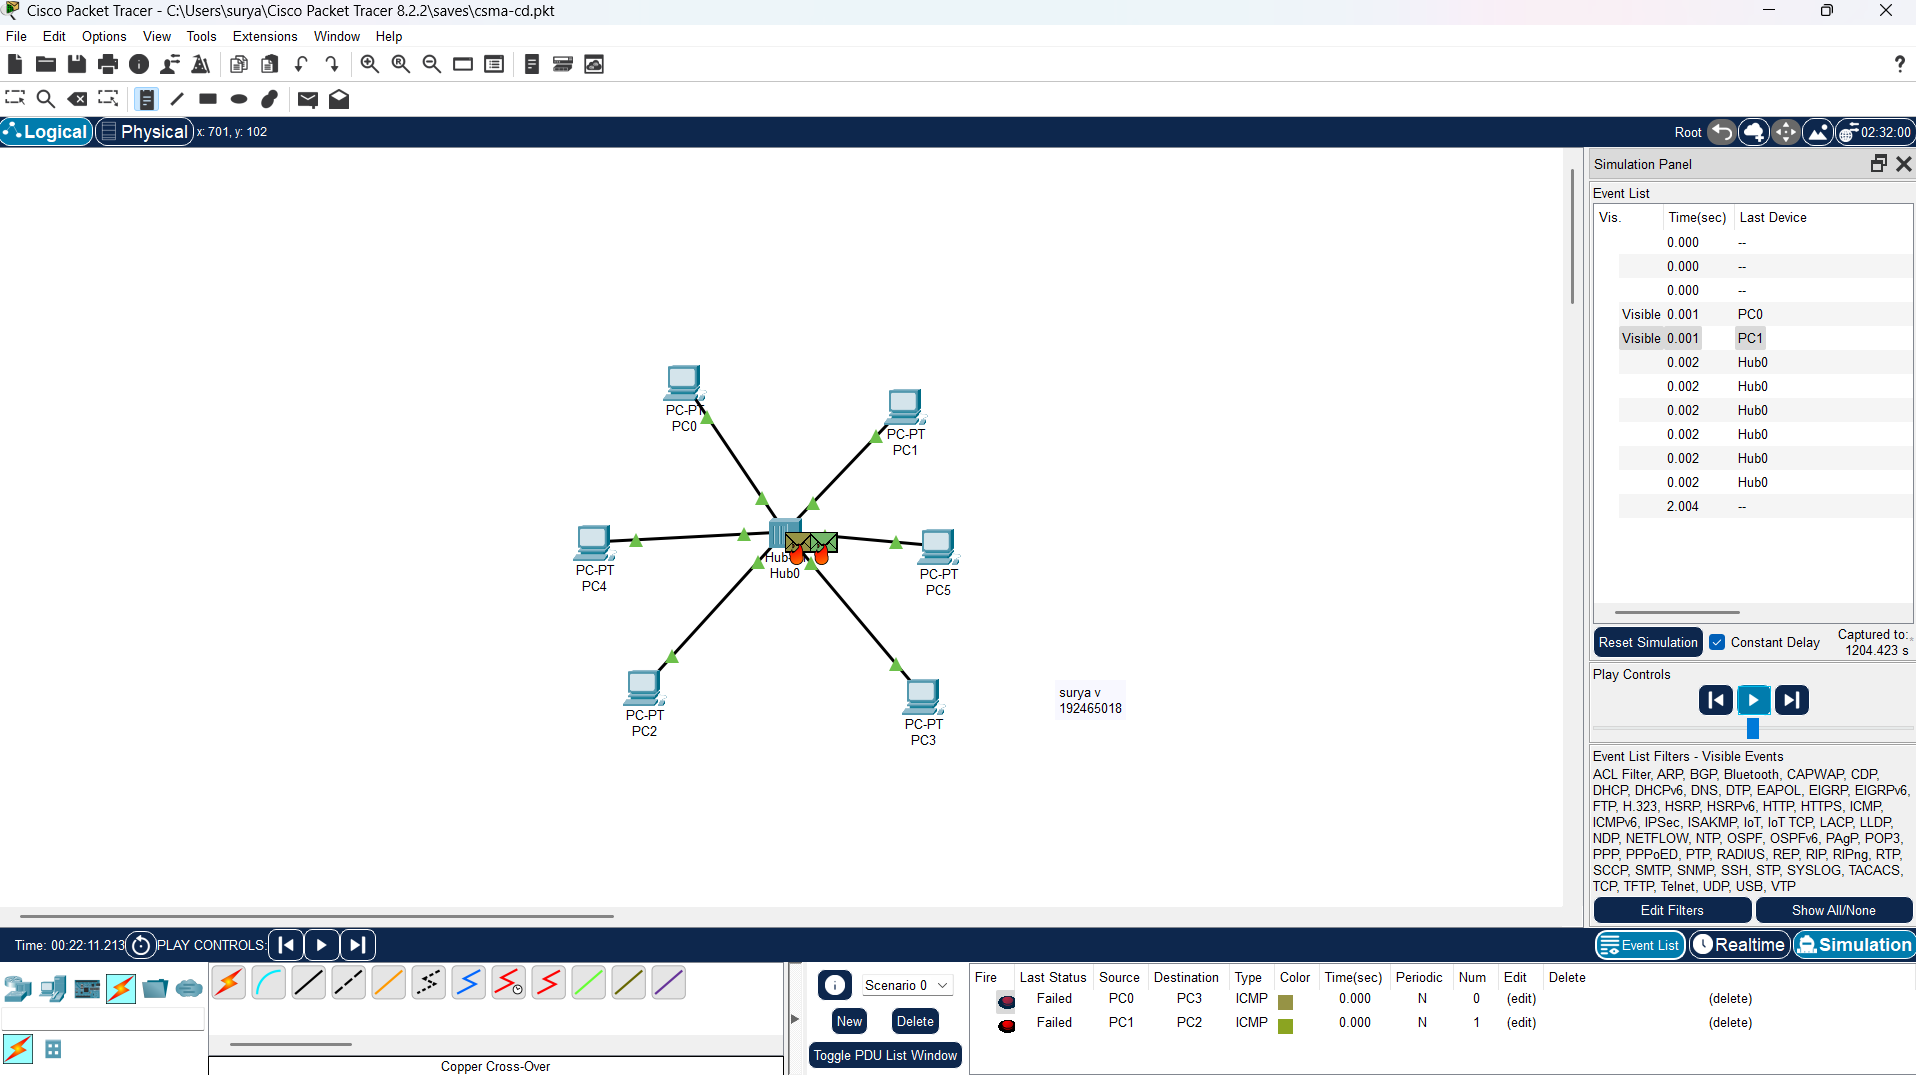 Cisco Packet Tracer - C:\Users\surya\Cisco Packet Tracer 8.2.2\saves\csma-cd.pkt
File Edit Options View Tools Extensions Window Help
Logical Physical x: 701, y: 102 Root 02:32:00
Simulation Panel
Event List
Vis. Time(sec) Last Device
0.000 --
0.000 --
0.000 --
Visible 0.001 PC0
Visible 0.001 PC1
0.002 Hub0
0.002 Hub0
0.002 Hub0
0.002 Hub0
0.002 Hub0
0.002 Hub0
2.004 --
PC-PT
PC0
PC-PT
PC1
PC-PT
PC4
Hub0
PC-PT
PC5
PC-PT
PC2
PC-PT
PC3
surya v
192465018
Reset Simulation Constant Delay Captured to:
1204.423 s
Play Controls
Event List Filters - Visible Events
ACL Filter, ARP, BGP, Bluetooth, CAPWAP, CDP,
DHCP, DHCPv6, DNS, DTP, EAPOL, EIGRP, EIGRPv6,
FTP, H.323, HSRP, HSRPv6, HTTP, HTTPS, ICMP,
ICMPv6, IPSec, ISAKMP, IoT, IoT TCP, LACP, LLDP,
NDP, NETFLOW, NTP, OSPF, OSPFv6, PAgP, POP3,
PPP, PPPoED, PTP, RADIUS, REP, RIP, RIPng, RTP,
SCCP, SMTP, SNMP, SSH, STP, SYSLOG, TACACS,
TCP, TFTP, Telnet, UDP, USB, VTP
Edit Filters Show All/None
Time: 00:22:11.213 PLAY CONTROLS: Event List Realtime Simulation
Scenario 0
New Delete
Toggle PDU List Window
Fire Last Status Source Destination Type Color Time(sec) Periodic Num Edit Delete
Failed PC0 PC3 ICMP 0.000 N 0 (edit) (delete)
Failed PC1 PC2 ICMP 0.000 N 1 (edit) (delete)
Copper Cross-Over